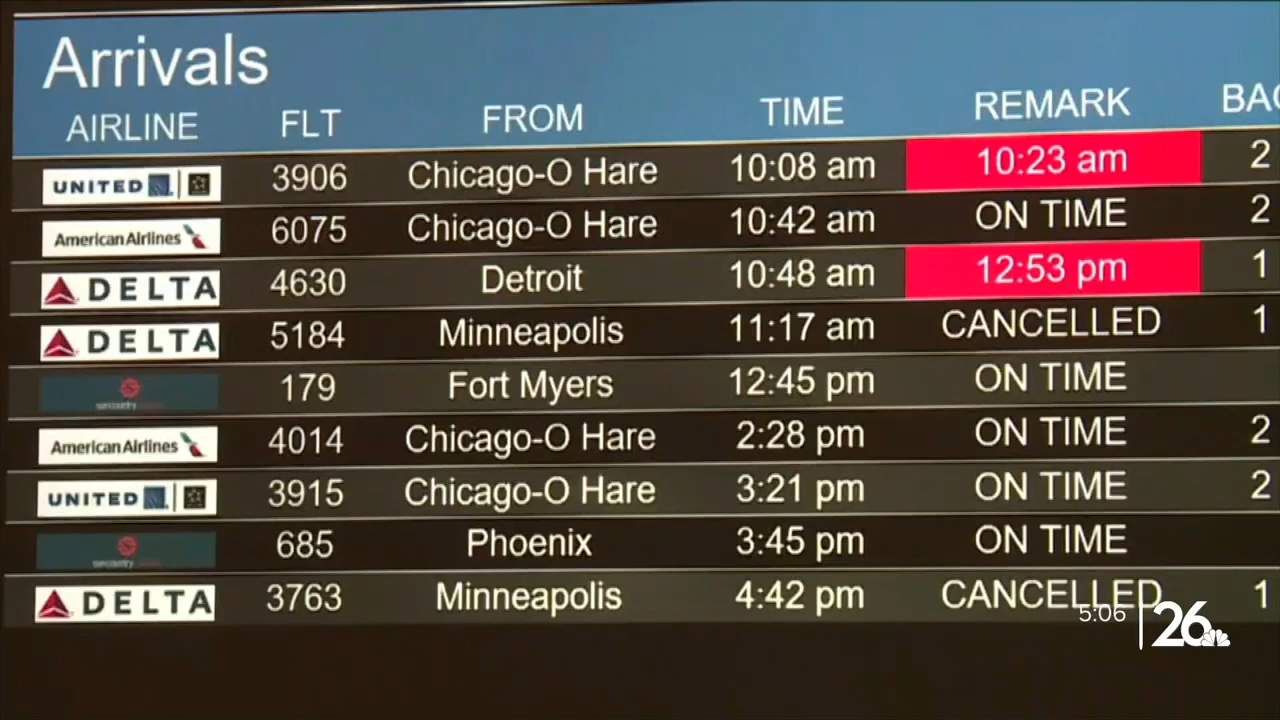 Arrivals
AIRLINE FLT FROM TIME REMARK BAG
UNITED 3906 Chicago-O Hare 10:08 am 10:23 am 2
American Airlines 6075 Chicago-O Hare 10:42 am ON TIME 2
DELTA 4630 Detroit 10:48 am 12:53 pm 1
DELTA 5184 Minneapolis 11:17 am CANCELLED 1
sun country 179 Fort Myers 12:45 pm ON TIME
American Airlines 4014 Chicago-O Hare 2:28 pm ON TIME 2
UNITED 3915 Chicago-O Hare 3:21 pm ON TIME 2
sun country 685 Phoenix 3:45 pm ON TIME
DELTA 3763 Minneapolis 4:42 pm CANCELLED 1
5:06 26